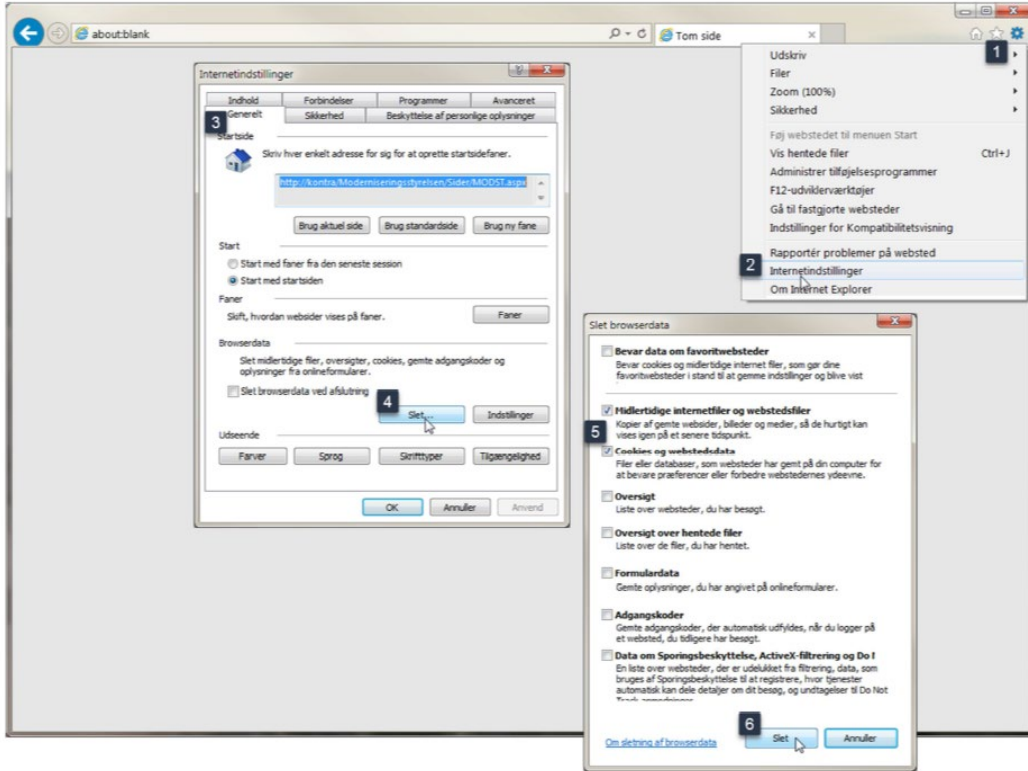 about:blank
Tom side
1
Udskriv
Filer
Zoom (100%)
Sikkerhed
Føj webstedet til menuen Start
Vis hentede filer Ctrl+J
Administrer tilføjelsesprogrammer
F12-udviklerværktøjer
Gå til fastgjorte websteder
Indstillinger for Kompatibilitetsvisning
Rapportér problemer på websted
2
Internetindstillinger
Om Internet Explorer
Internetindstillinger
Indhold Forbindelser Programmer Avanceret
3
Generelt Sikkerhed Beskyttelse af personlige oplysninger
Startside
Skriv hver enkelt adresse for sig for at oprette startsidefaner.
http://kontra/Moderniseringsstyrelsen/Sider/MODST.aspx
Brug aktuel side Brug standardside Brug ny fane
Start
Start med faner fra den seneste session
Start med startsiden
Faner
Skift, hvordan websider vises på faner. Faner
Browserdata
Slet midlertidige filer, oversigter, cookies, gemte adgangskoder og
oplysninger fra onlineformularer.
Slet browserdata ved afslutning
4
Slet... Indstillinger
Udseende
Farver Sprog Skrifttyper Tilgængelighed
OK Annuller Anvend
Slet browserdata
Bevar data om favoritwebsteder
Bevar cookies og midlertidige internet filer, som gør dine
favoritwebsteder i stand til at gemme indstillinger og blive vist
Midlertidige internetfiler og webstedsfiler
Kopier af gemte websider, billeder og medier, så de hurtigt kan
vises igen på et senere tidspunkt.
5
Cookies og webstedsdata
Filer eller databaser, som websteder har gemt på din computer for
at bevare præferencer eller forbedre webstedernes ydeevne.
Oversigt
Liste over websteder, du har besøgt.
Oversigt over hentede filer
Liste over de filer, du har hentet.
Formulardata
Gemte oplysninger, du har angivet på onlineformularer.
Adgangskoder
Gemte adgangskoder, der automatisk udfyldes, når du logger på
et websted, du tidligere har besøgt.
Data om Sporingsbeskyttelse, ActiveX-filtrering og Do
En liste over websteder, der er udelukket fra filtrering, data, som
bruges af Sporingsbeskyttelse til at registrere, hvor tjenester
automatisk kan dele detaljer om dit besøg, og undtagelser til Do Not
Track-anmodninger.
6
Om sletning af browserdata Slet Annuller